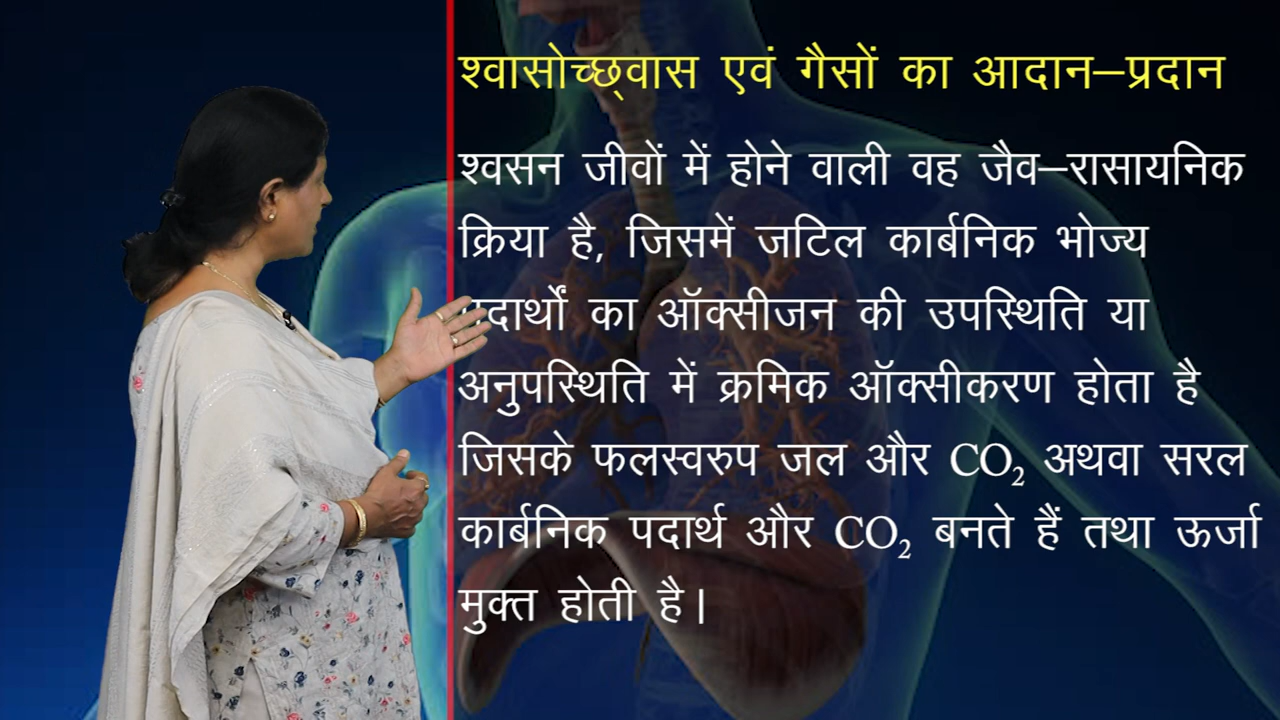 श्वासोच्छ्वास एवं गैसों का आदान–प्रदान
श्वसन जीवों में होने वाली वह जैव–रासायनिक
क्रिया है, जिसमें जटिल कार्बनिक भोज्य
पदार्थों का ऑक्सीजन की उपस्थिति या
अनुपस्थिति में क्रमिक ऑक्सीकरण होता है
जिसके फलस्वरुप जल और CO₂ अथवा सरल
कार्बनिक पदार्थ और CO₂ बनते हैं तथा ऊर्जा
मुक्त होती है।